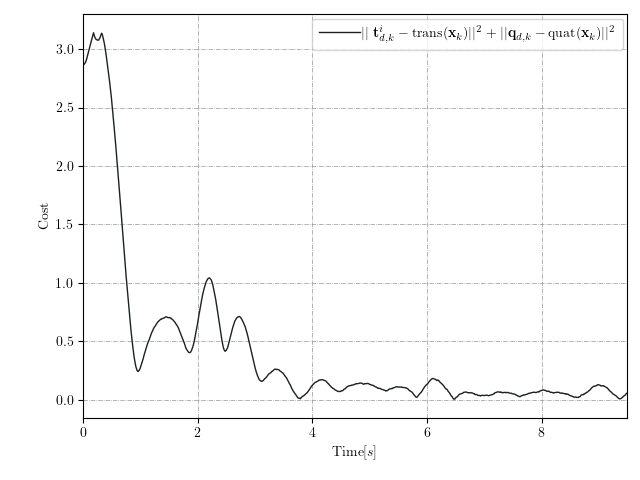 || t^i_{d,k} − trans(x_k)||² + ||q_{d,k} − quat(x_k)||²
3.0
2.5
2.0
1.5
1.0
0.5
0.0
Cost
0 2 4 6 8
Time[s]